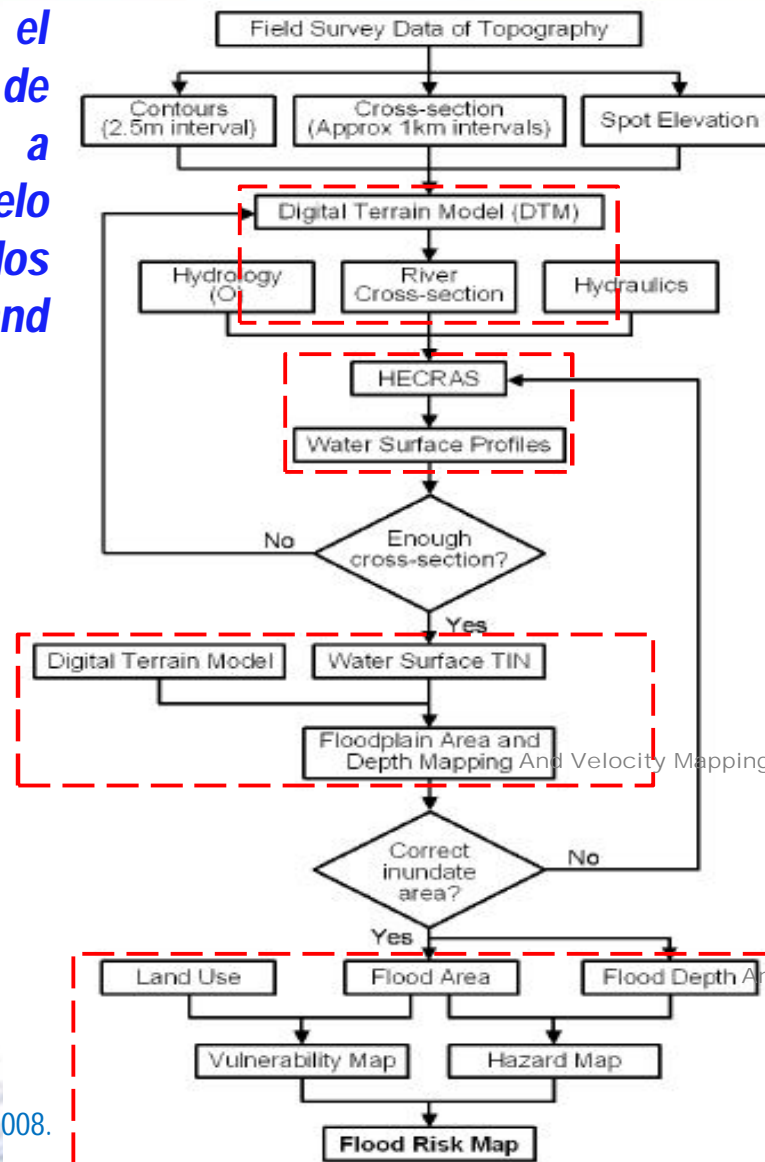 el
de
a
elo
los
nd
Field Survey Data of Topography
Contours
(2.5m interval)
Cross-section
(Approx 1km intervals)
Spot Elevation
Digital Terrain Model (DTM)
Hydrology
(Q)
River
Cross-section
Hydraulics
HECRAS
Water Surface Profiles
No
Enough
cross-section?
Yes
Digital Terrain Model
Water Surface TIN
Floodplain Area and
Depth Mapping And Velocity Mapping
Correct
inundate
area?
No
Yes
Land Use
Flood Area
Flood Depth An
Vulnerability Map
Hazard Map
008.
Flood Risk Map